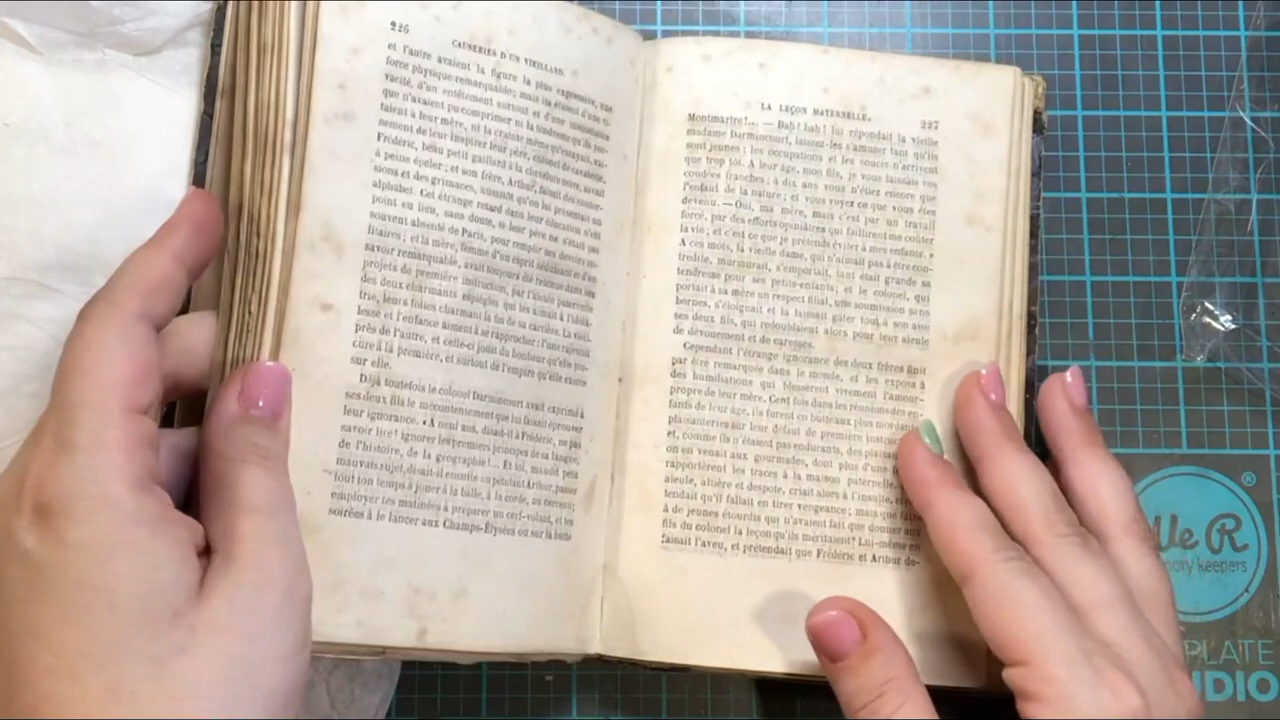 226
CAUSERIES D'UN VIEILLARD.
et l'autre avaient la figure la plus expressive, une
force physique remarquable; mais ils étaient d'une vi-
vacité, d'un entêtement surtout et d'une
que n'avaient pu comprimer ni la tendresse qu'ils por-
taient à leur mère, ni la crainte même qu'essayait, vai-
nement de leur inspirer leur père, colonel de cavalerie.
Frédéric, beau petit gaillard à la chevelure noire, savait
à peine épeler; et son frère, Arthur, faisait des contor-
sions et des grimaces, aussitôt qu'on lui présentait un
alphabet. Cet étrange retard dans leur éducation n'eût
point eu lieu, sans doute, si leur père ne s'était pas
souvent absenté de Paris, pour remplir ses devoirs mi-
litaires; et la mère, femme d'un esprit séduisant et d'un
savoir remarquable, avait toujours été retenue dans ses
projets de première instruction, par l'aïeule paternelle
des deux charmants espiègles qui les aimait à l'idolâ-
trie, leurs folies charmant la fin de sa carrière. La vieil-
lesse et l'enfance aiment à se rapprocher: l'une rajeunit
près de l'autre, et celle-ci jouit du bonheur qu'elle pro-
cure à la première, et surtout de l'empire qu'elle exerce
sur elle.
Déjà toutefois le colonel Darmincourt avait exprimé à
ses deux fils le mécontentement que lui faisait éprouver
leur ignorance. « A neuf ans, disait-il à Frédéric, ne pas
savoir lire! ignorer les premiers principes de sa langue,
de l'histoire, de la géographie!... Et toi, maudit petit
mauvais sujet, disait-il ensuite au pétulant Arthur, passer
tout ton temps à jouer à la balle, à la corde, au cerceau;
employer tes matinées à préparer un cerf-volant, et tes
soirées à le lancer aux Champs-Élysées ou sur la butte
LA LEÇON MATERNELLE.
227
Montmartre!... — Bah! bah! lui répondait la vieille
madame Darmincourt, laissez-les s'amuser tant qu'ils
sont jeunes; les occupations et les soucis n'arrivent
que trop tôt. A leur âge, mon fils, je vous laissais vos
coudées franches; à dix ans vous n'étiez encore que
l'enfant de la nature; et vous voyez ce que vous êtes
devenu. — Oui, ma mère, mais c'est par un travail
forcé, par des efforts opiniâtres qui faillirent me coûter
la vie; et c'est ce que je prétends éviter à mes enfants. »
A ces mots, la vieille dame, qui n'aimait pas à être con-
tredite, murmurait, s'emportait, tant était grande sa
tendresse pour ses petits-enfants; et le colonel, qui
portait à sa mère un respect filial, une soumission sans
bornes, s'éloignait et la laissait gâter tout à son aise
ses deux fils, qui redoublaient alors pour leur aïeule
de dévouement et de caresses.
Cependant l'étrange ignorance des deux frères finit
par être remarquée dans le monde, et les exposa à
des humiliations qui blessèrent vivement l'amour-
propre de leur mère. Cent fois dans les réunions des en-
fants de leur âge, ils furent en butte aux plus mordantes
plaisanteries sur leur défaut de première
et, comme ils n'étaient pas endurants, des
on en venait aux gourmades, dont plus d'une
rapportèrent les traces à la maison paternelle.
aïeule, altière et despote, criait alors à l'insulte,
tendait qu'il fallait en tirer vengeance; mais que
à de jeunes étourdis qui n'avaient fait que donner aux
fils du colonel la leçon qu'ils méritaient? Lui-même en
faisait l'aveu, et prétendait que Frédéric et Arthur de-
R
®
keepers